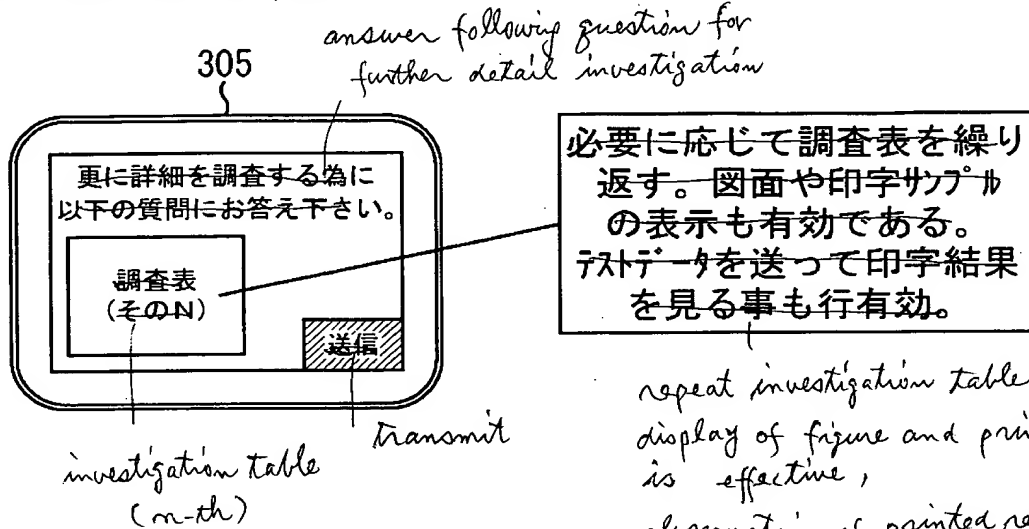 answer following question for
further detail investigation
305
更に詳細を調査する為に
以下の質問にお答え下さい。
調査表
(そのN)
送信
必要に応じて調査表を繰り
返す。図面や印字サンプル
の表示も有効である。
テストデータを送って印字結果
を見る事も行有効。
transmit
investigation table
(n-th)
repeat investigation table
display of figure and
is effective,
of printed